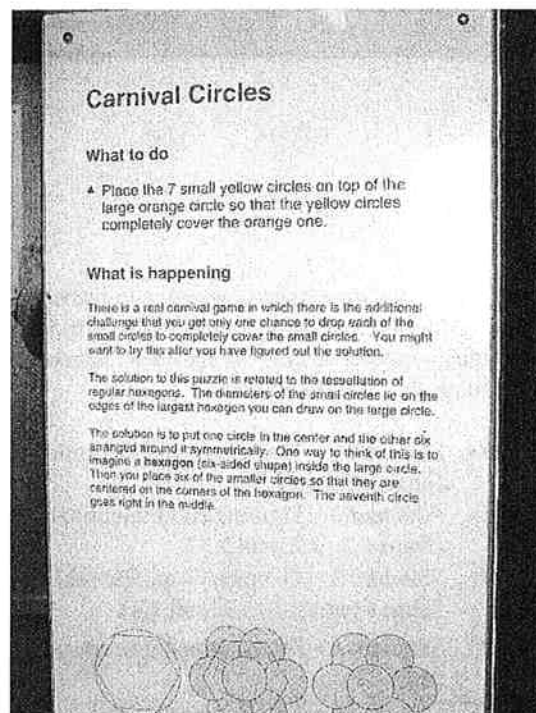 Carnival Circles
What to do
▲ Place the 7 small yellow circles on top of the
large orange circle so that the yellow circles
completely cover the orange one.
What is happening
There is a real carnival game in which there is the additional
challenge that you get only one chance to drop each of the
small circles to completely cover the small circles. You might
want to try this after you have figured out the solution.
The solution to this puzzle is related to the tessellation of
regular hexagons. The diameters of the small circles lie on the
edges of the largest hexagon you can draw on the large circle.
The solution is to put one circle in the center and the other six
arranged around it symmetrically. One way to think of this is to
imagine a hexagon (six-sided shape) inside the large circle.
Then you place six of the smaller circles so that they are
centered on the corners of the hexagon. The seventh circle
goes right in the middle.